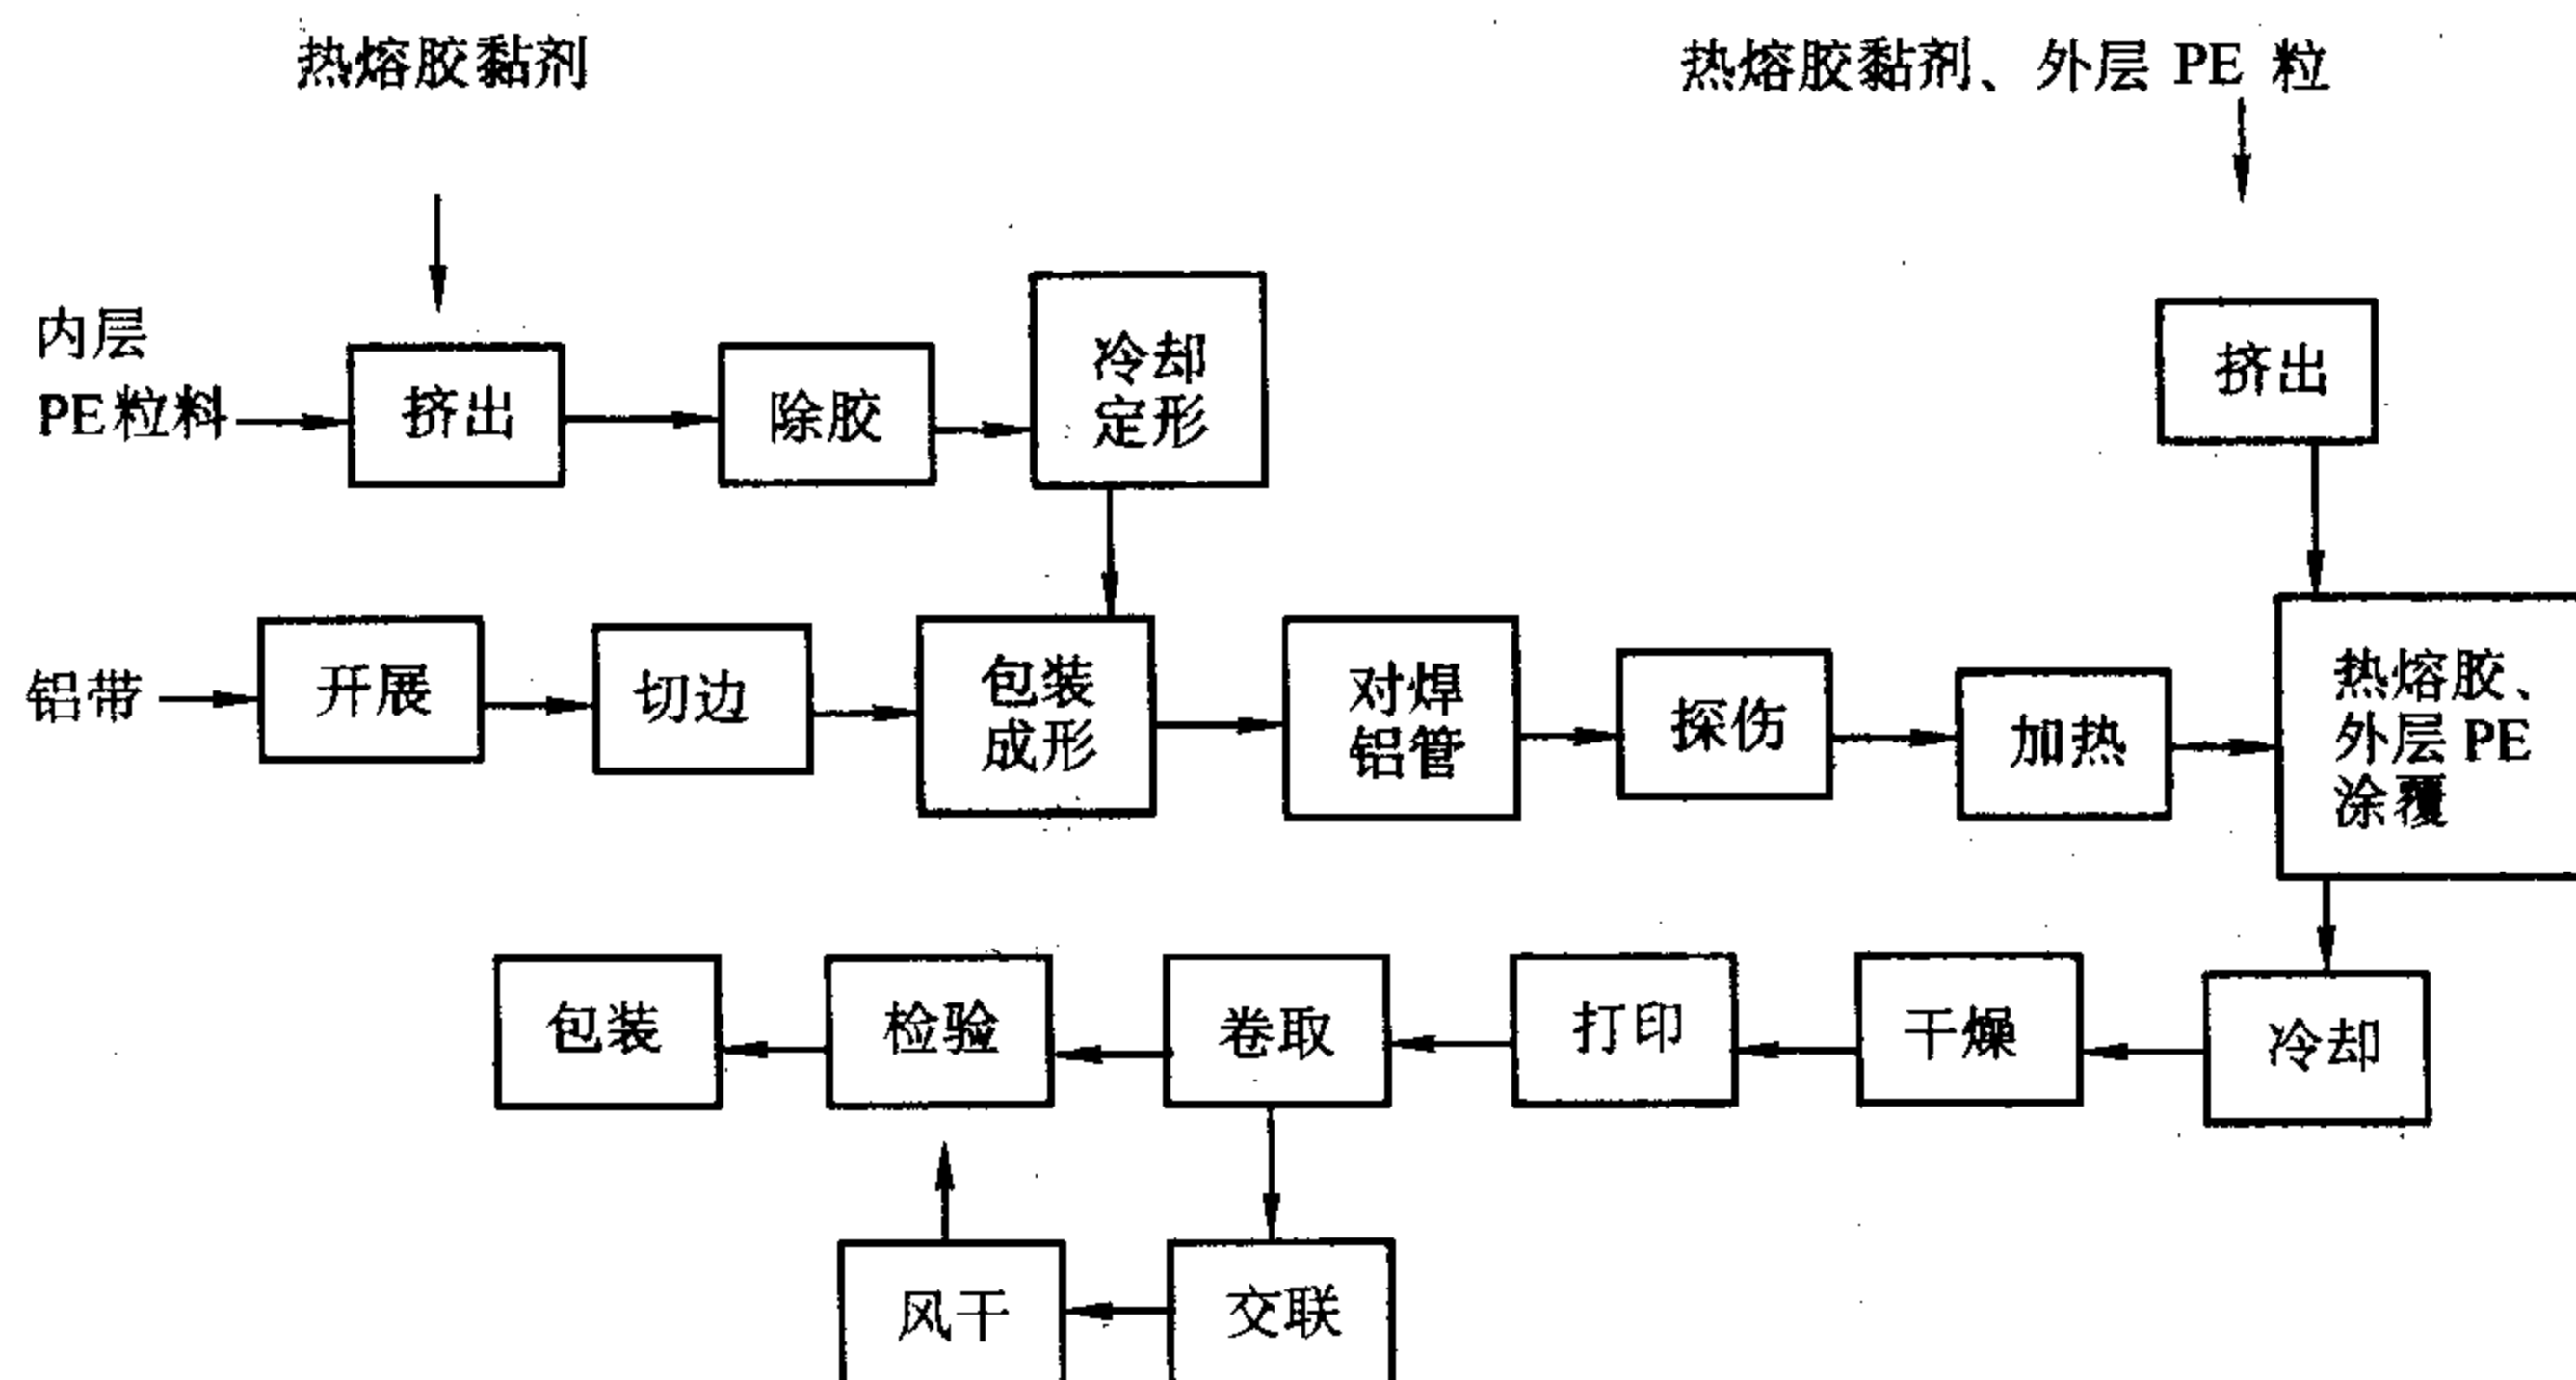 热熔胶黏剂
热熔胶黏剂、外层 PE 粒
内层
PE粒料
挤出
除胶
冷却
定形
挤出
铝带
开展
切边
包装
成形
对焊
铝管
探伤
加热
热熔胶、
外层 PE
涂覆
包装
检验
卷取
打印
干燥
冷却
风干
交联